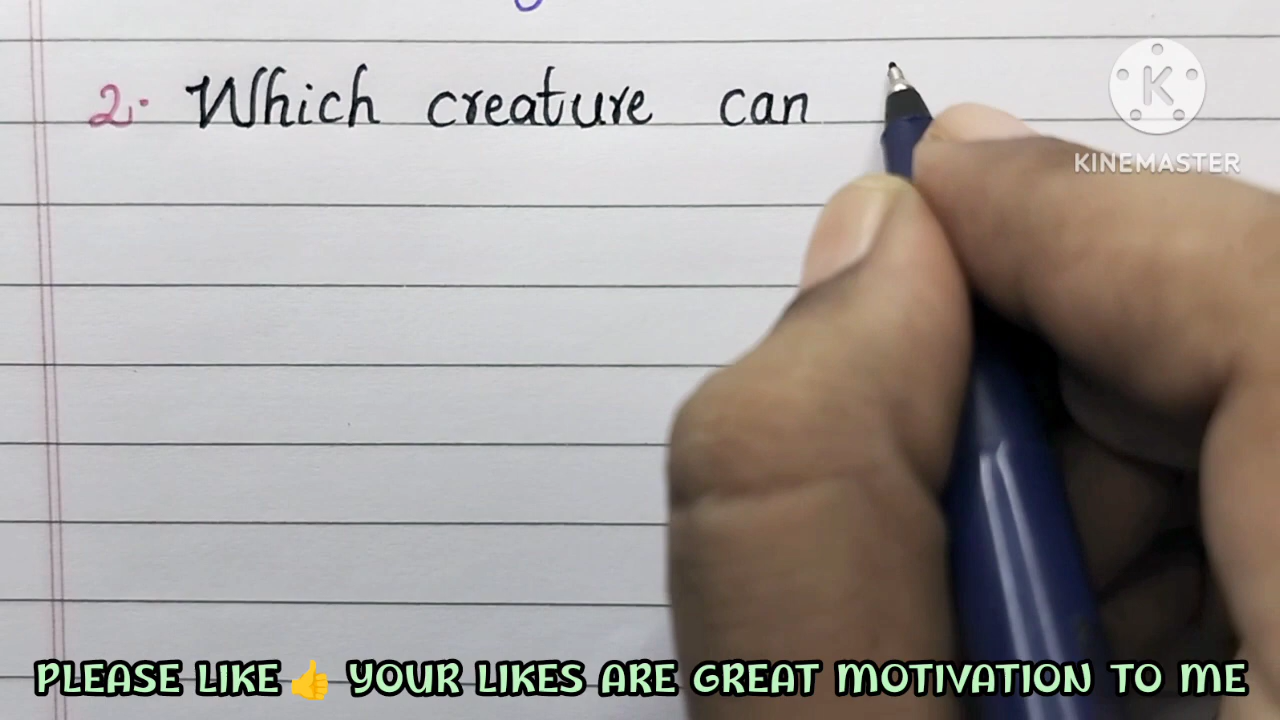 2. Which creature can
KINEMASTER
PLEASE LIKE👍 YOUR LIKES ARE GREAT MOTIVATION TO ME